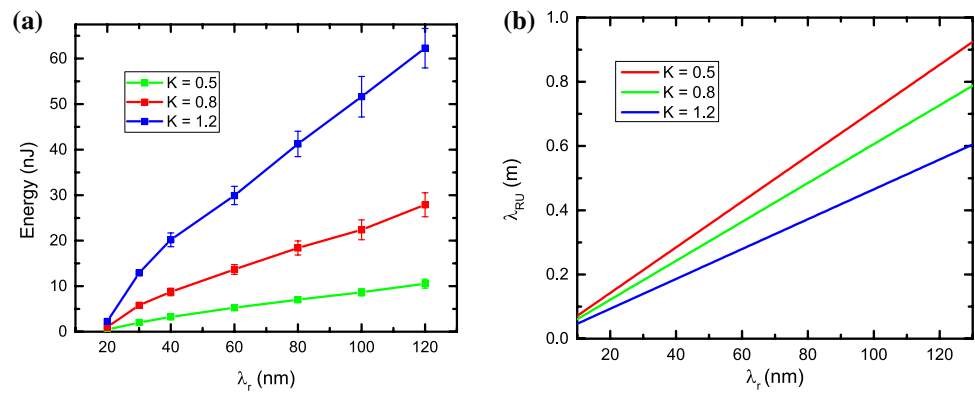 (a)
Energy (nJ)
60
50
40
30
20
10
0
K = 0.5
K = 0.8
K = 1.2
20 40 60 80 100 120
λr (nm)
(b)
λRU (m)
1.0
0.8
0.6
0.4
0.2
0.0
K = 0.5
K = 0.8
K = 1.2
20 40 60 80 100 120
λr (nm)